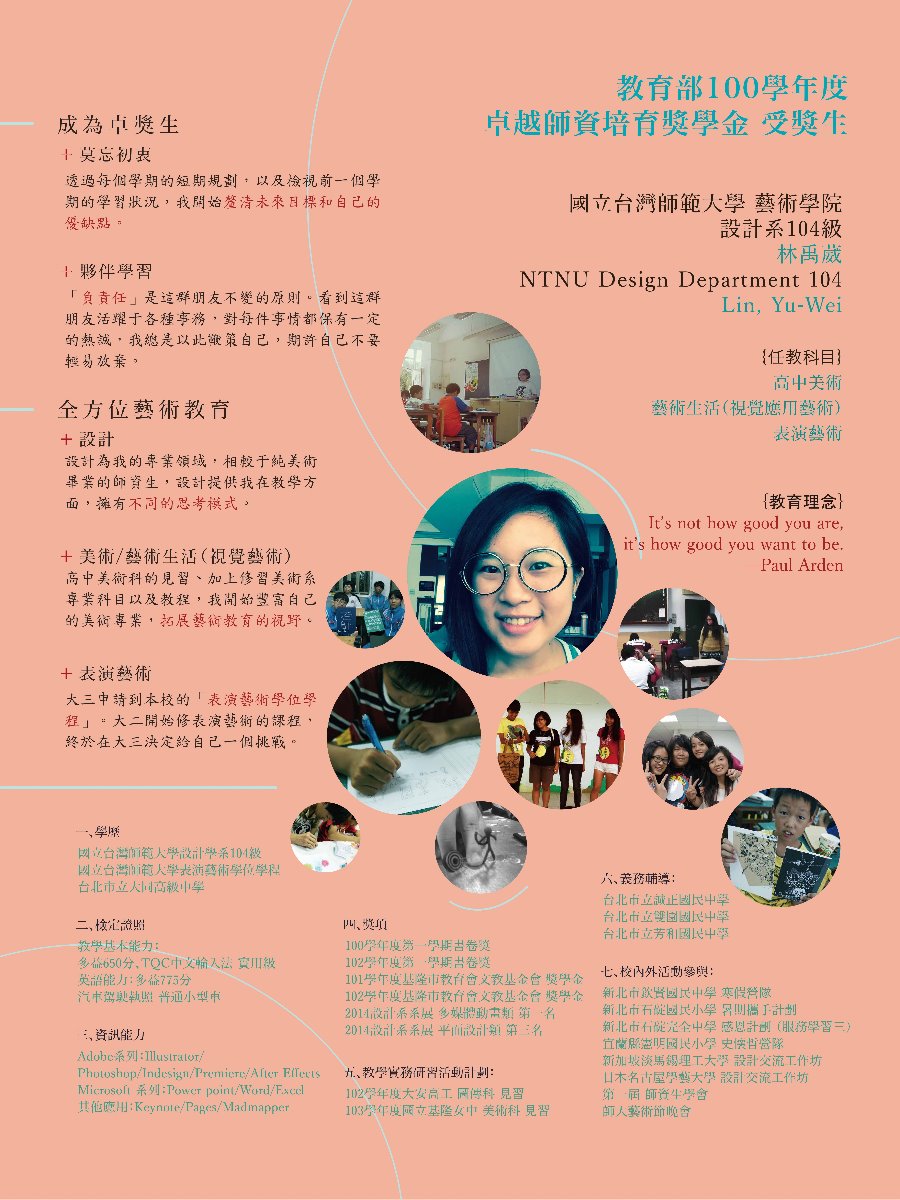 教育部100學年度
卓越師資培育獎學金 受獎生
國立台灣師範大學 藝術學院
設計系104級
林禹葳
NTNU Design Department 104
Lin, Yu-Wei
{任教科目}
高中美術
藝術生活(視覺應用藝術)
表演藝術
{教育理念}
It's not how good you are,
it's how good you want to be.
Paul Arden
成為卓獎生
+ 莫忘初衷
透過每個學期的短期規劃，以及檢視前一個學
期的學習狀況，我開始釐清未來目標和自己的
優缺點。
+ 夥伴學習
「負責任」是這群朋友不變的原則。看到這群
朋友活躍于各種事務，對每件事情都保有一定
的熱誠，我總是以此鞭策自己，期許自己不要
輕易放棄。
全方位藝術教育
+ 設計
設計為我的專業領域，相較于純美術
畢業的師資生，設計提供我在教學方
面，擁有不同的思考模式。
+ 美術/藝術生活(視覺藝術)
高中美術科的見習、加上修習美術系
專業科目以及教程，我開始豐富自己
的美術專業，拓展藝術教育的視野。
+ 表演藝術
大三申請到本校的「表演藝術學位學
程」。大二開始修表演藝術的課程，
終於在大三決定給自己一個挑戰。
一、學歷
國立台灣師範大學設計學系104級
國立台灣師範大學表演藝術學位學程
台北市立大同高級中學
二、檢定證照
教學基本能力:
多益650分、TQC中文輸入法 實用級
英語能力:多益775分
汽車駕駛執照 普通小型車
三、資訊能力
Adobe系列:Illustrator/
Photoshop/Indesign/Premiere/After Effects
Microsoft 系列:Power point/Word/Excel
其他應用:Keynote/Pages/Madmapper
四、獎項
100學年度第一學期書卷獎
102學年度第一學期書卷獎
101學年度基隆市教育會文教基金會 獎學金
102學年度基隆市教育會文教基金會 獎學金
2014設計系系展 多媒體動畫類 第一名
2014設計系系展 平面設計類 第三名
五、教學實務研習活動計劃:
102學年度大安高工 圖傳科 見習
103學年度國立基隆女中 美術科 見習
六、義務輔導:
台北市立誠正國民中學
台北市立雙園國民中學
台北市立芳和國民中學
七、校內外活動參與:
新北市欽賢國民中學 寒假營隊
新北市石碇國民小學 暑期攜手計劃
新北市石碇完全中學 感恩計劃 (服務學習三)
宜蘭縣憲明國民小學 史懷哲營隊
新加坡淡馬錫理工大學 設計交流工作坊
日本名古屋學藝大學 設計交流工作坊
第一屆 師資生學會
師大藝術節晚會